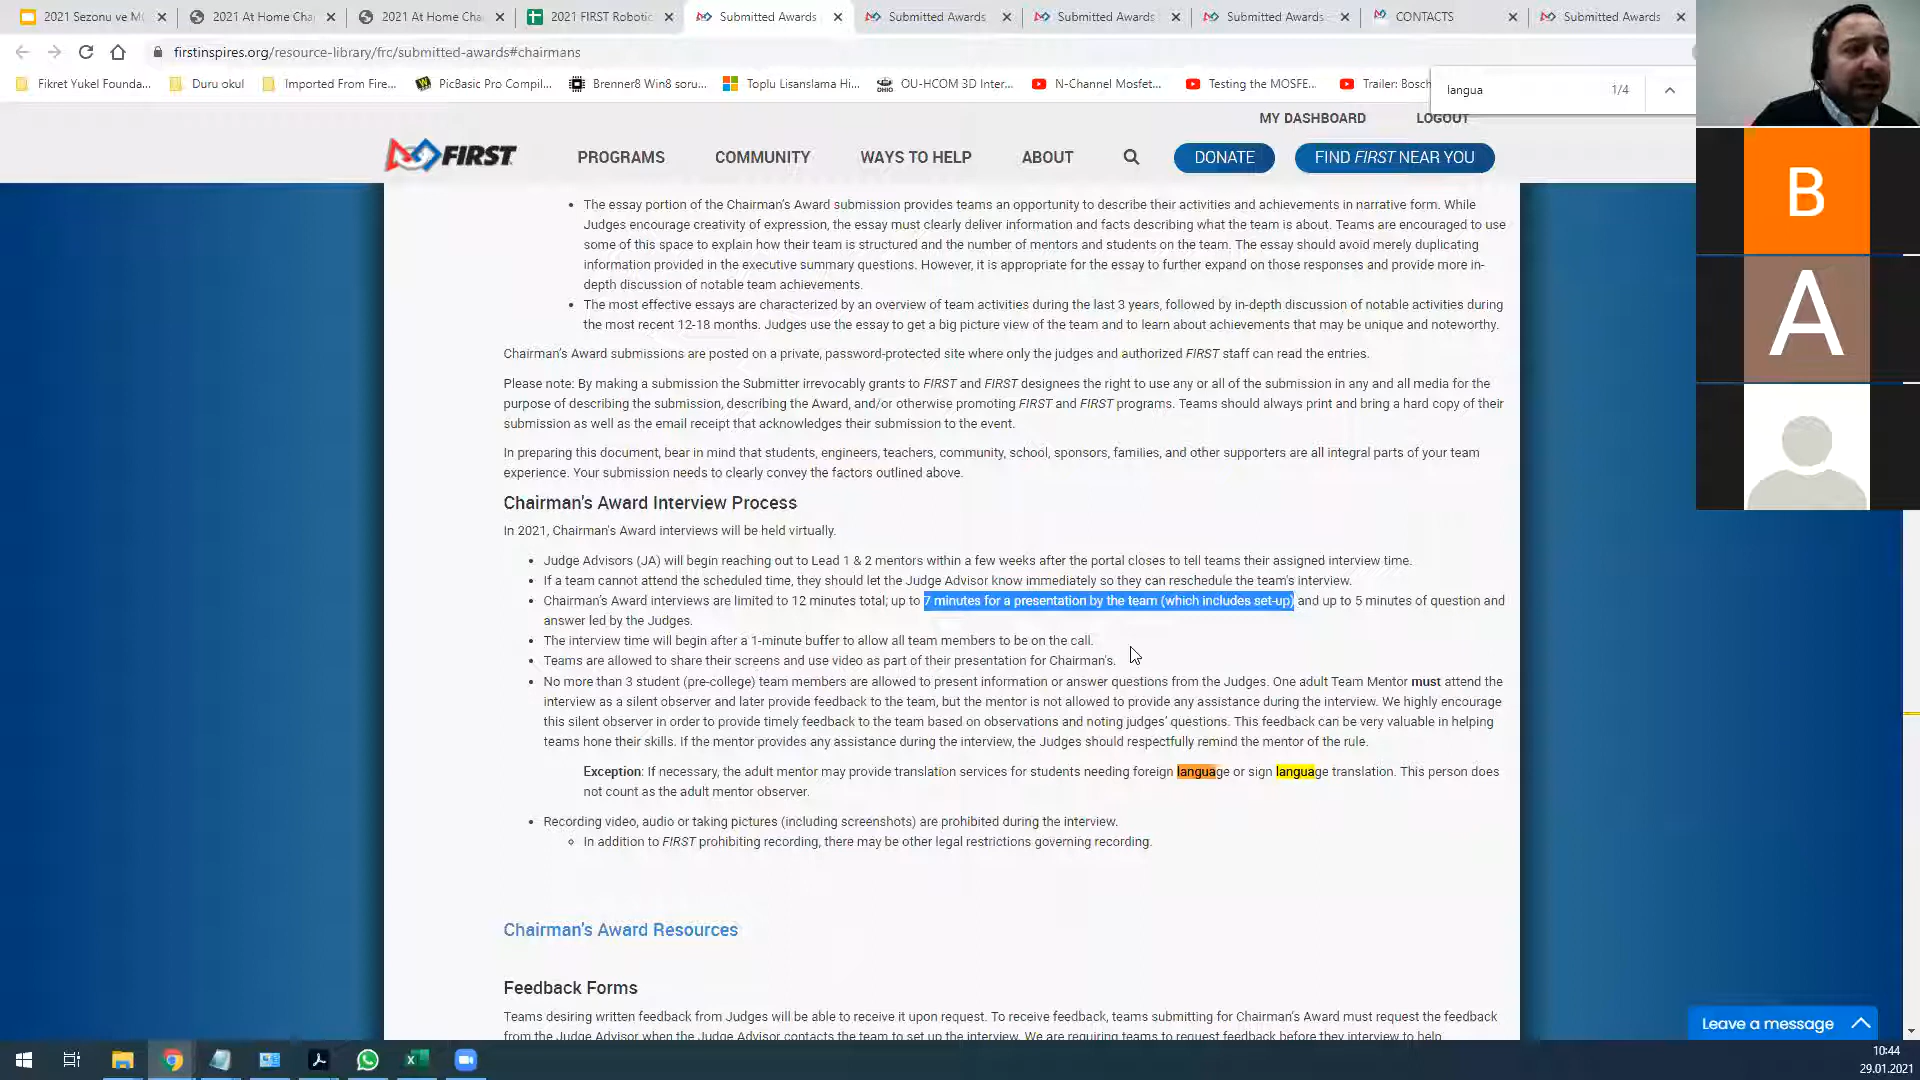 2021 Sezonu ve M
2021 At Home Cha
2021 At Home Cha
2021 FIRST Robotic
Submitted Awards
Submitted Awards
Submitted Awards
Submitted Awards
CONTACTS
Submitted Awards
firstinspires.org/resource-library/frc/submitted-awards#chairmans
Fikret Yukel Founda...
Duru okul
Imported From Fire...
PicBasic Pro Compil...
Brenner8 Win8 soru...
Toplu Lisanslama Hi...
OU-HCOM 3D Inter...
N-Channel Mosfet...
Testing the MOSFE...
Trailer: Bosch
langua
1/4
MY DASHBOARD
LOGOUT
FIRST
PROGRAMS
COMMUNITY
WAYS TO HELP
ABOUT
DONATE
FIND FIRST NEAR YOU
B
A
• The essay portion of the Chairman's Award submission provides teams an opportunity to describe their activities and achievements in narrative form. While
Judges encourage creativity of expression, the essay must clearly deliver information and facts describing what the team is about. Teams are encouraged to use
some of this space to explain how their team is structured and the number of mentors and students on the team. The essay should avoid merely duplicating
information provided in the executive summary questions. However, it is appropriate for the essay to further expand on those responses and provide more in-
depth discussion of notable team achievements.
• The most effective essays are characterized by an overview of team activities during the last 3 years, followed by in-depth discussion of notable activities during
the most recent 12-18 months. Judges use the essay to get a big picture view of the team and to learn about achievements that may be unique and noteworthy.
Chairman's Award submissions are posted on a private, password-protected site where only the judges and authorized FIRST staff can read the entries.
Please note: By making a submission the Submitter irrevocably grants to FIRST and FIRST designees the right to use any or all of the submission in any and all media for the
purpose of describing the submission, describing the Award, and/or otherwise promoting FIRST and FIRST programs. Teams should always print and bring a hard copy of their
submission as well as the email receipt that acknowledges their submission to the event.
In preparing this document, bear in mind that students, engineers, teachers, community, school, sponsors, families, and other supporters are all integral parts of your team
experience. Your submission needs to clearly convey the factors outlined above.
Chairman's Award Interview Process
In 2021, Chairman's Award interviews will be held virtually.
• Judge Advisors (JA) will begin reaching out to Lead 1 & 2 mentors within a few weeks after the portal closes to tell teams their assigned interview time.
• If a team cannot attend the scheduled time, they should let the Judge Advisor know immediately so they can reschedule the team's interview.
• Chairman's Award interviews are limited to 12 minutes total; up to 7 minutes for a presentation by the team (which includes set-up) and up to 5 minutes of question and
answer led by the Judges.
• The interview time will begin after a 1-minute buffer to allow all team members to be on the call.
• Teams are allowed to share their screens and use video as part of their presentation for Chairman's.
• No more than 3 student (pre-college) team members are allowed to present information or answer questions from the Judges. One adult Team Mentor must attend the
interview as a silent observer and later provide feedback to the team, but the mentor is not allowed to provide any assistance during the interview. We highly encourage
this silent observer in order to provide timely feedback to the team based on observations and noting judges' questions. This feedback can be very valuable in helping
teams hone their skills. If the mentor provides any assistance during the interview, the Judges should respectfully remind the mentor of the rule.
Exception: If necessary, the adult mentor may provide translation services for students needing foreign language or sign language translation. This person does
not count as the adult mentor observer.
• Recording video, audio or taking pictures (including screenshots) are prohibited during the interview.
◦ In addition to FIRST prohibiting recording, there may be other legal restrictions governing recording.
Chairman's Award Resources
Feedback Forms
Teams desiring written feedback from Judges will be able to receive it upon request. To receive feedback, teams submitting for Chairman's Award must request the feedback
from the Judge Advisor when the Judge Advisor contacts the team to set up the interview. We are requiring teams to request feedback before they interview to help
Leave a message
10:44
29.01.2021